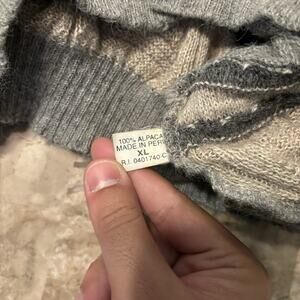 100% ALPACA
MADE IN PERU
XL
R.I. 0401740-C